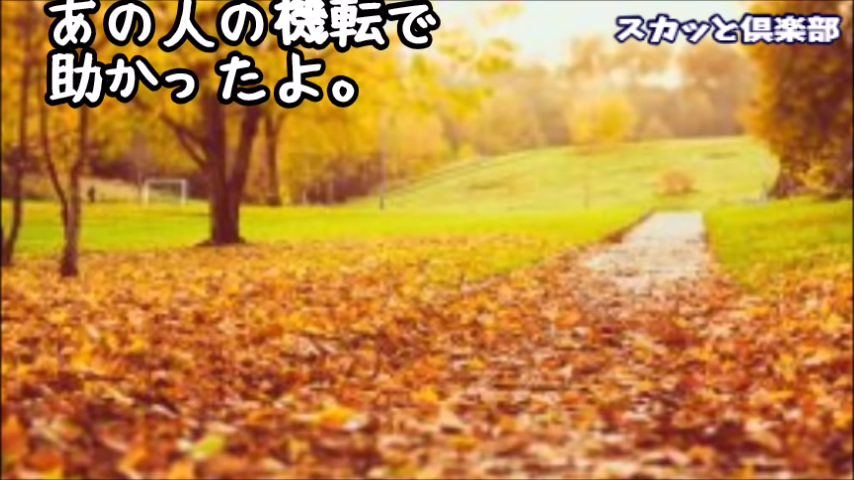 あの人の機転で
助かったよ。
スカッと倶楽部